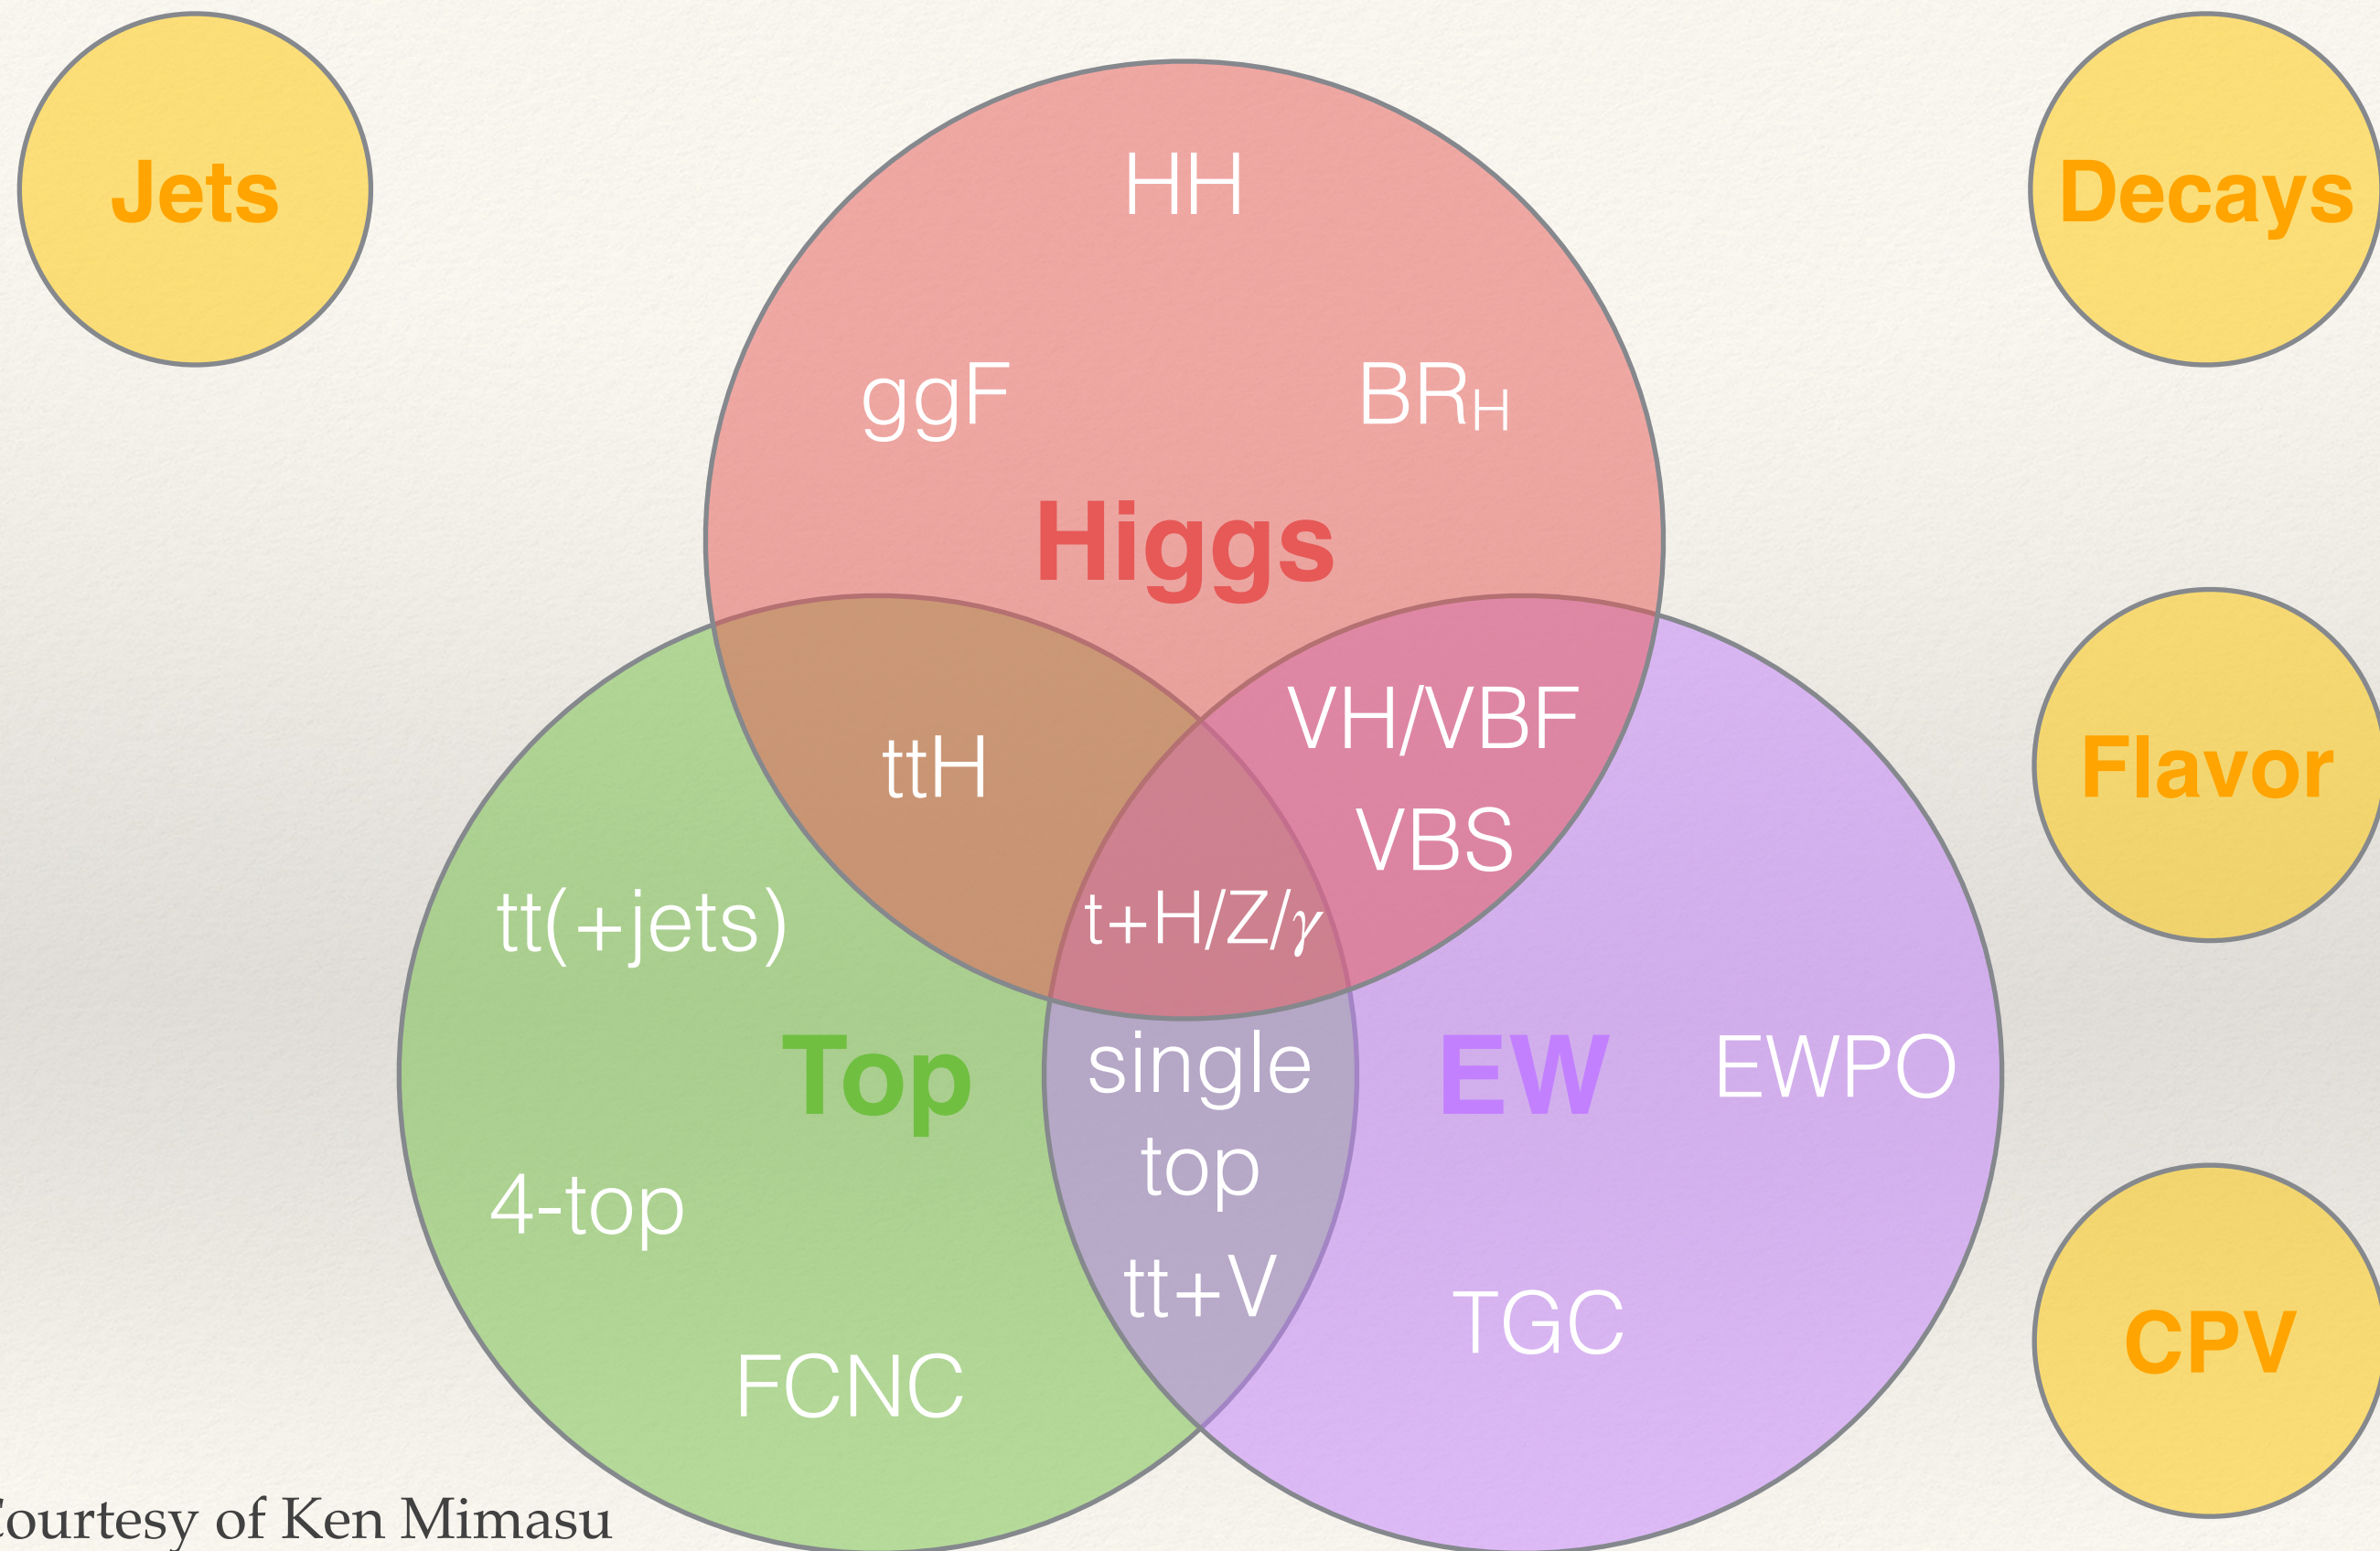 Jets
Decays
HH
ggF
BRH
Higgs
Flavor
VH/VBF
ttH
VBS
tt(+jets)
t+H/Z/γ
Top
single
top
tt+V
EW
EWPO
4-top
TGC
FCNC
CPV
Courtesy of Ken Mimasu